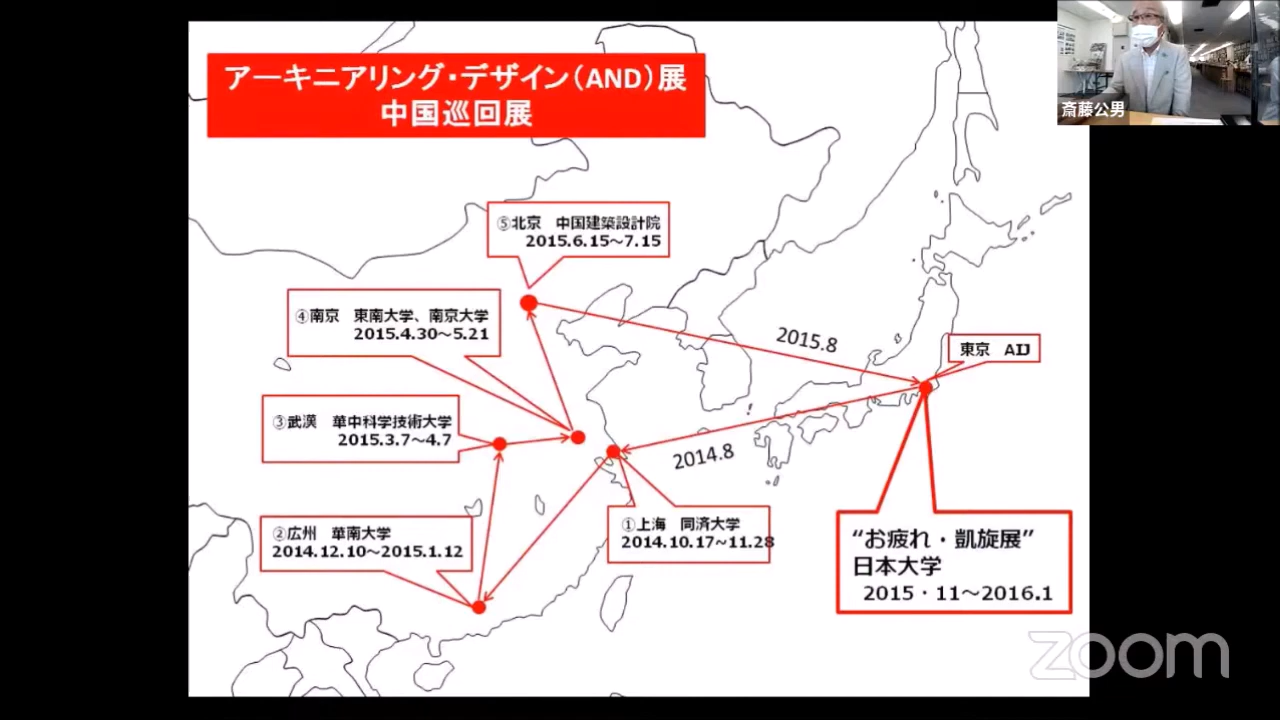 アーキニアリング・デザイン（AND）展
中国巡回展
斎藤公男
⑤北京　中国建築設計院
2015.6.15～7.15
④南京　東南大学、南京大学
2015.4.30～5.21
2015.8
東京　AIJ
③武漢　華中科学技術大学
2015.3.7～4.7
2014.8
①上海　同済大学
2014.10.17~11.28
②広州　華南大学
2014.12.10～2015.1.12
“お疲れ・凱旋展”
日本大学
2015・11～2016.1
zoom